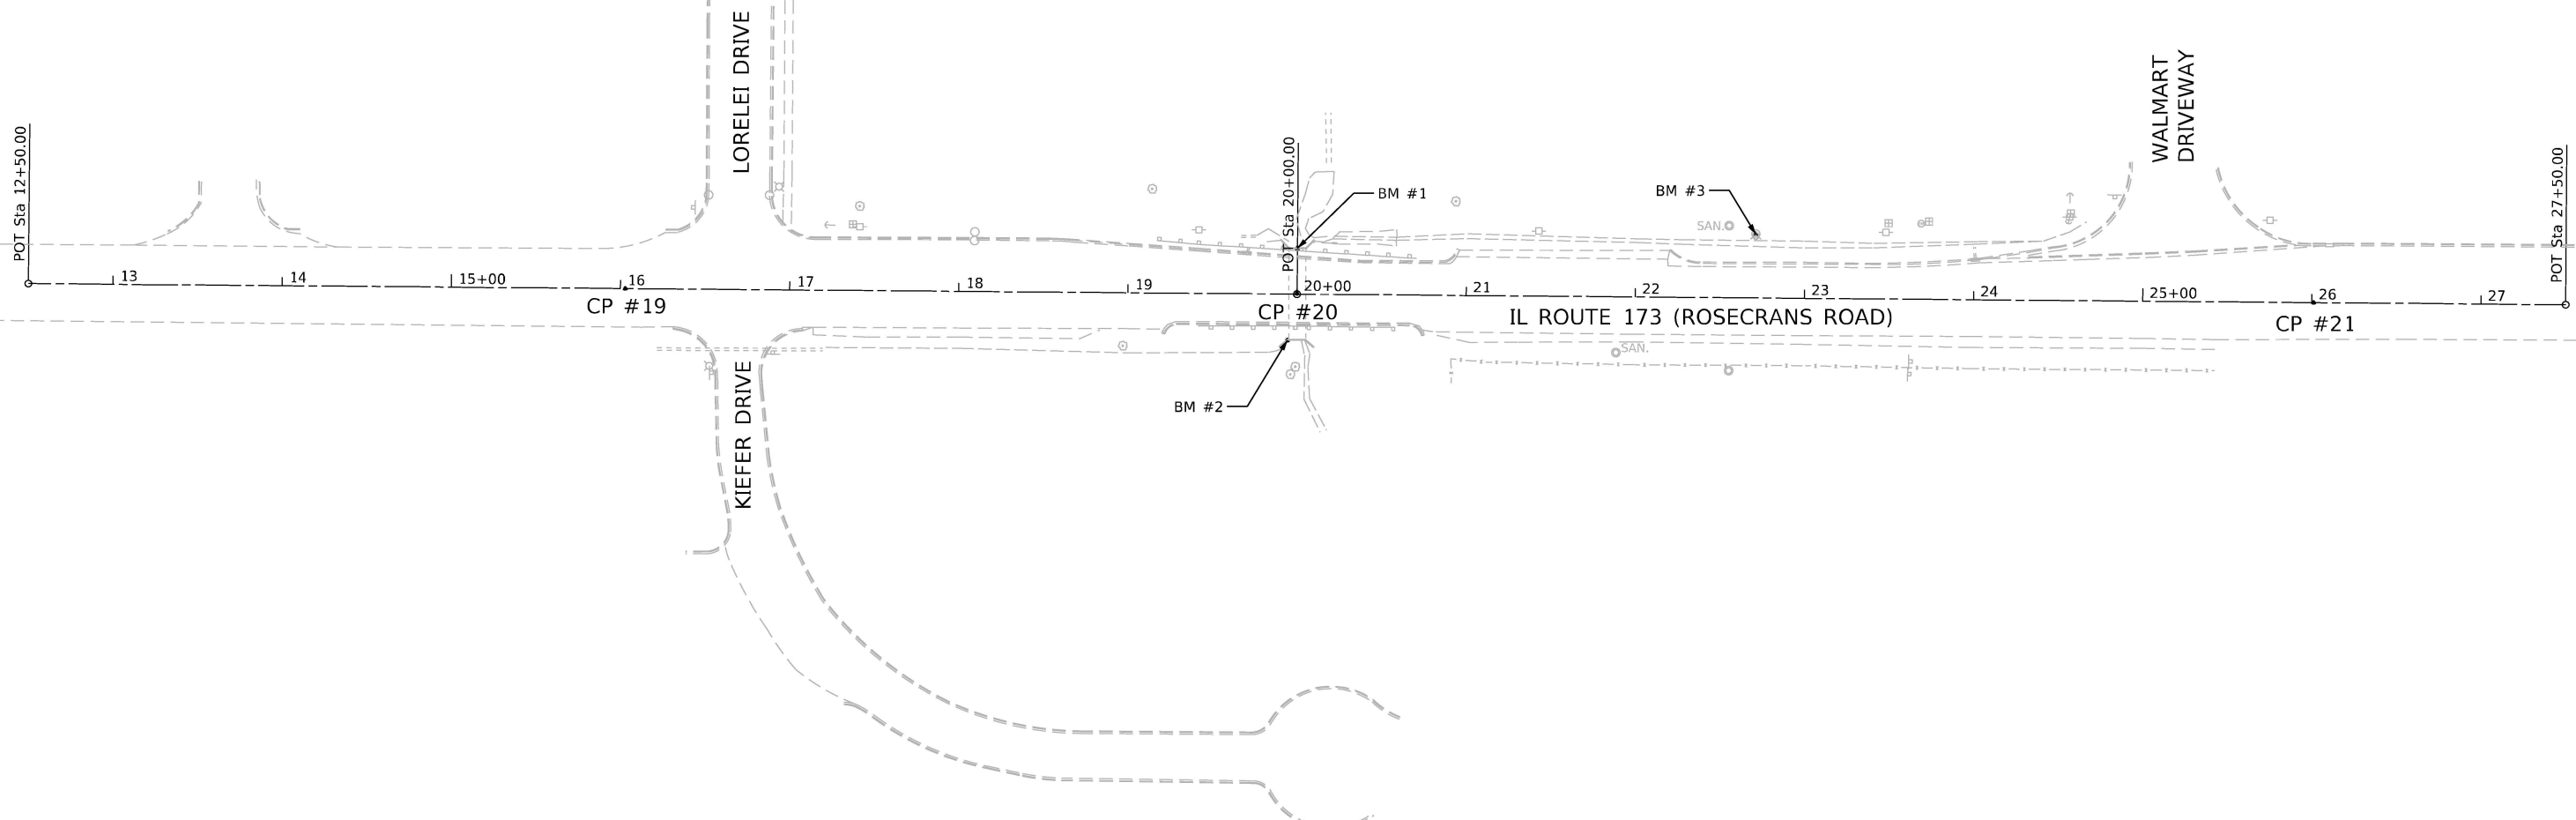 LORELEI DRIVE
WALMART
DRIVEWAY
POT Sta 12+50.00
POT Sta 20+00.00
POT Sta 27+50.00
BM #1
BM #3
SAN.
13
14
15+00
16
17
18
19
20+00
21
22
23
24
25+00
26
27
CP #19
CP #20
IL ROUTE 173 (ROSECRANS ROAD)
CP #21
SAN.
KIEFER DRIVE
BM #2